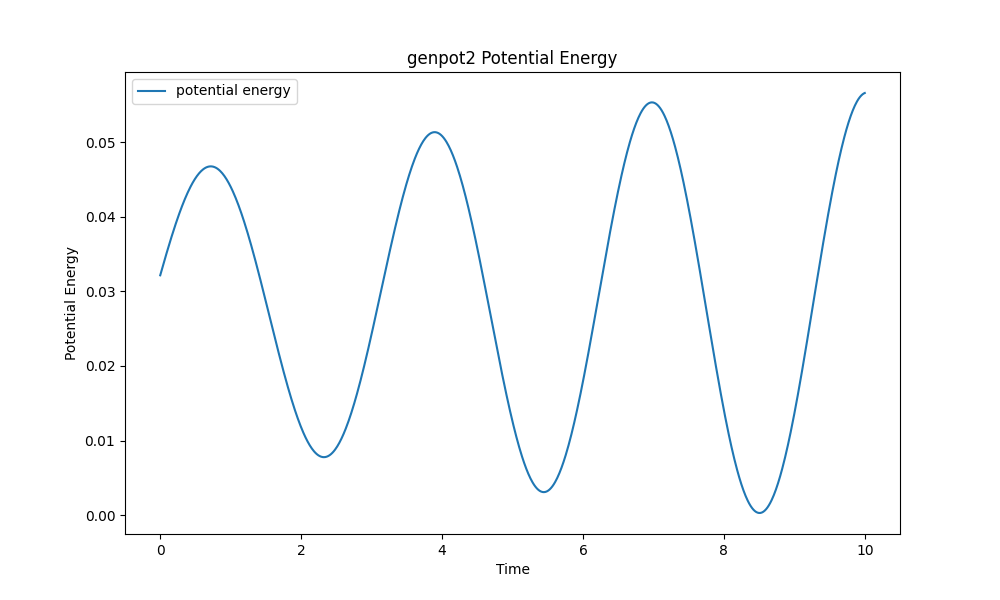 genpot2 Potential Energy
potential energy
Potential Energy
0.05
0.04
0.03
0.02
0.01
0.00
0 2 4 6 8 10
Time